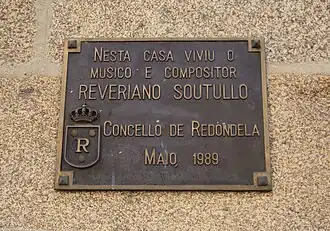 NESTA CASA VIVIU O
MUSICO E COMPOSITOR
REVERIANO SOUTULLO
CONCELLO DE REDONDELA
R
MAIO 1989